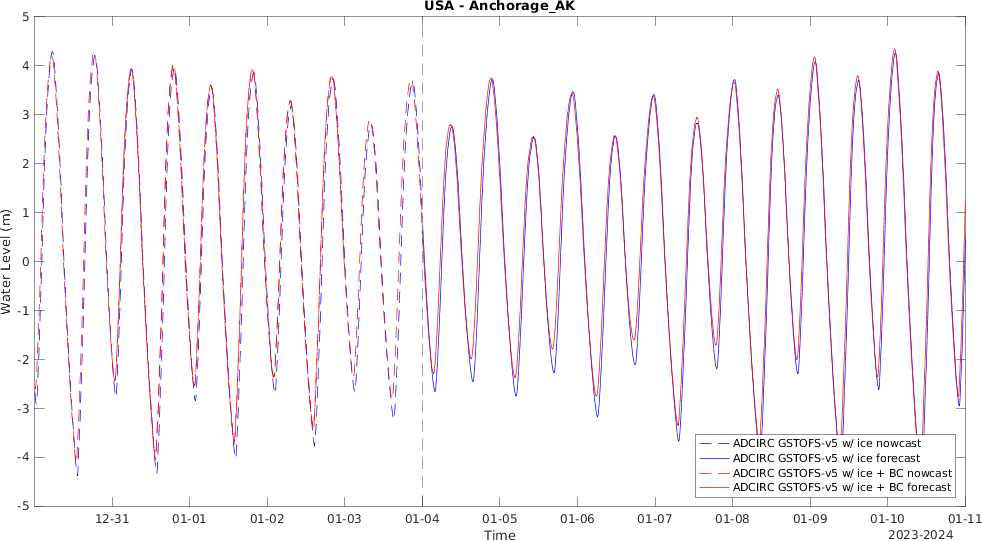 USA - Anchorage_AK
5
4
3
2
1
0
-1
-2
-3
-4
-5
Water Level (m)
ADCIRC GSTOFS-v5 w/ ice nowcast
ADCIRC GSTOFS-v5 w/ ice forecast
ADCIRC GSTOFS-v5 w/ ice + BC nowcast
ADCIRC GSTOFS-v5 w/ ice + BC forecast
12-31 01-01 01-02 01-03 01-04 01-05 01-06 01-07 01-08 01-09 01-10 01-11
Time
2023-2024